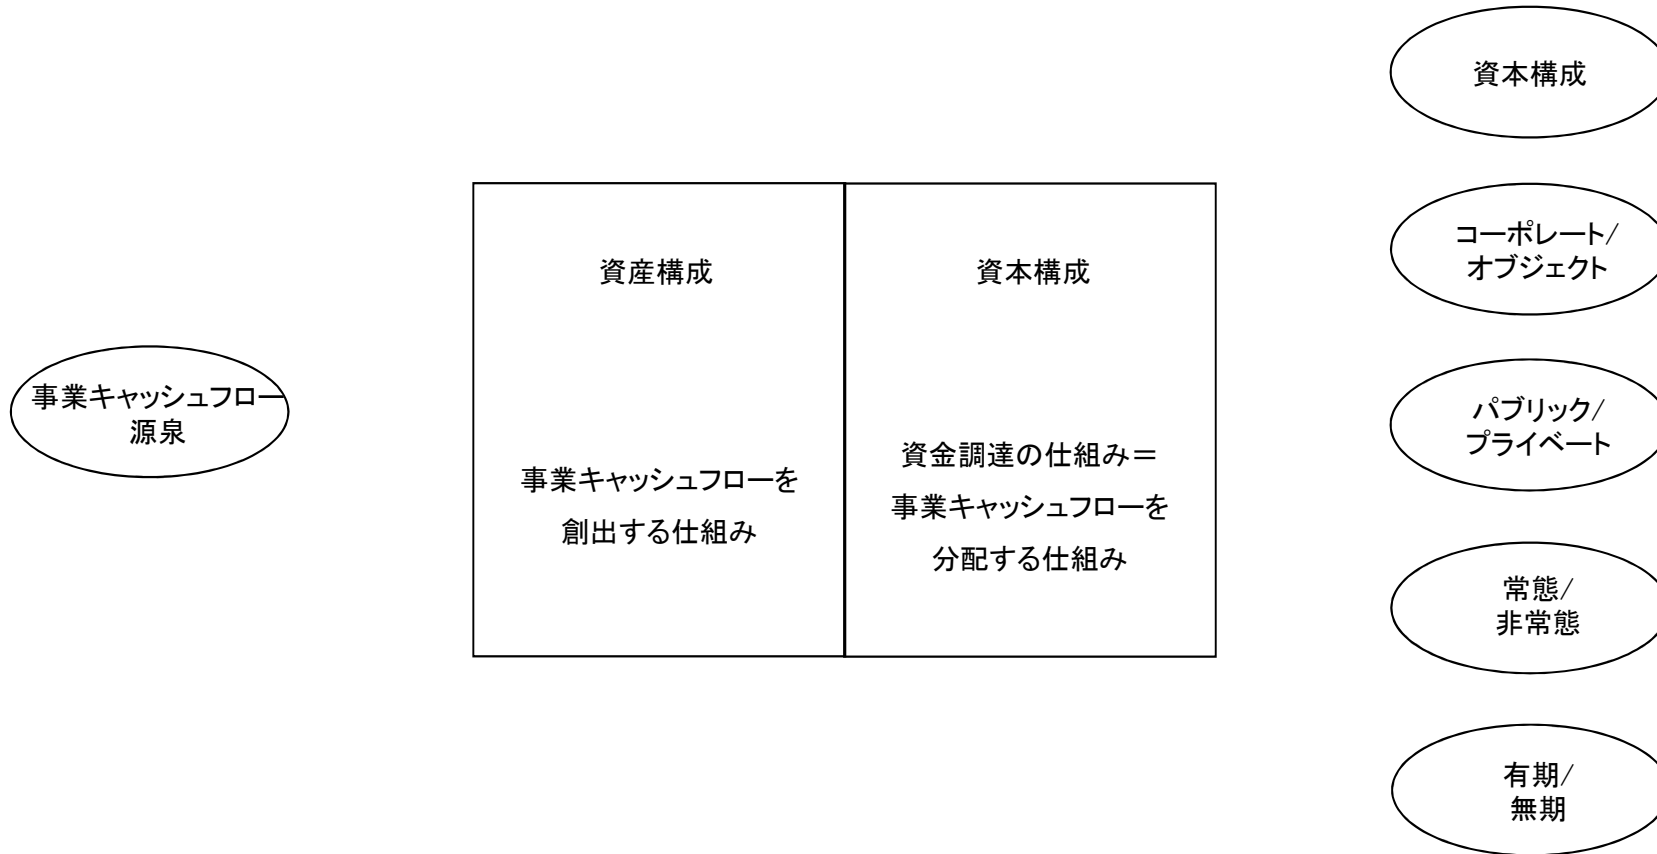 事業キャッシュフロー
源泉
資産構成
事業キャッシュフローを
創出する仕組み
資本構成
資金調達の仕組み＝
事業キャッシュフローを
分配する仕組み
資本構成
コーポレート/
オブジェクト
パブリック/
プライベート
常態/
非常態
有期/
無期